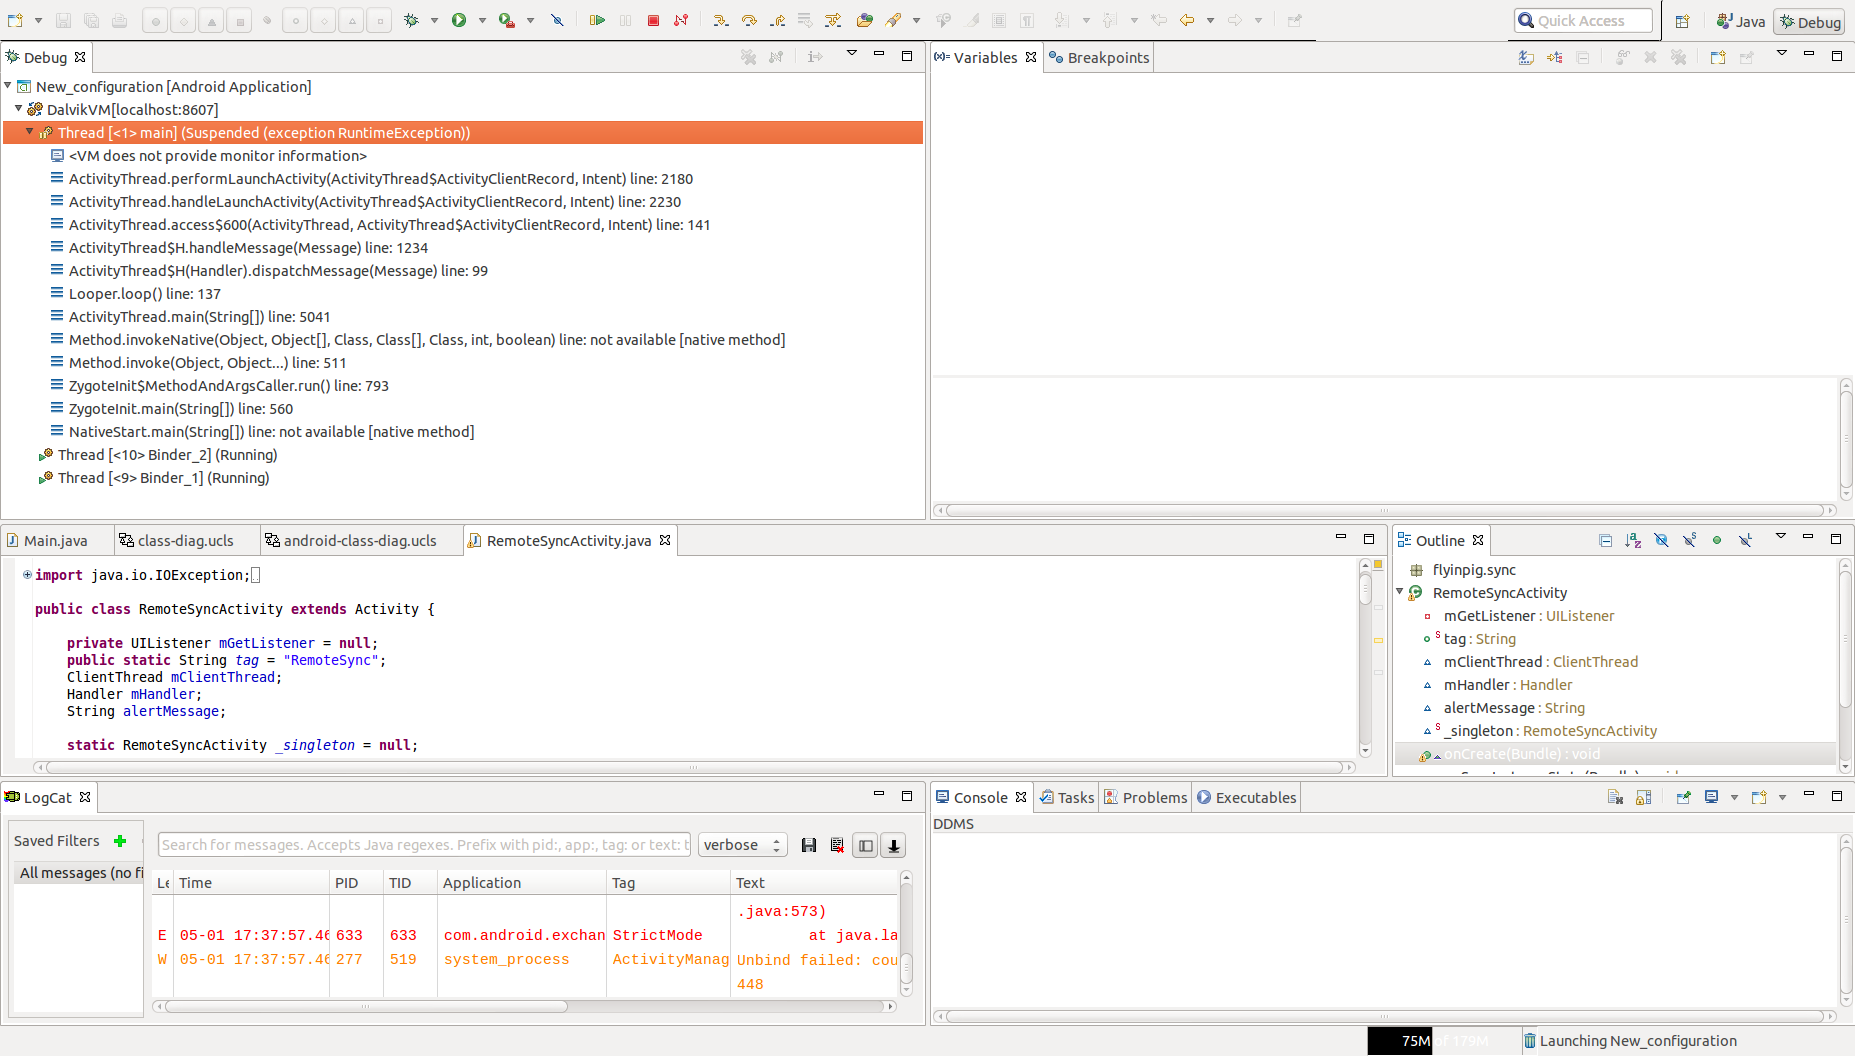 Quick Access
Java
Debug
Debug
New_configuration [Android Application]
DalvikVM[localhost:8607]
Thread [<1> main] (Suspended (exception RuntimeException))
<VM does not provide monitor information>
ActivityThread.performLaunchActivity(ActivityThread$ActivityClientRecord, Intent) line: 2180
ActivityThread.handleLaunchActivity(ActivityThread$ActivityClientRecord, Intent) line: 2230
ActivityThread.access$600(ActivityThread, ActivityThread$ActivityClientRecord, Intent) line: 141
ActivityThread$H.handleMessage(Message) line: 1234
ActivityThread$H(Handler).dispatchMessage(Message) line: 99
Looper.loop() line: 137
ActivityThread.main(String[]) line: 5041
Method.invokeNative(Object, Object[], Class, Class[], Class, int, boolean) line: not available [native method]
Method.invoke(Object, Object...) line: 511
ZygoteInit$MethodAndArgsCaller.run() line: 793
ZygoteInit.main(String[]) line: 560
NativeStart.main(String[]) line: not available [native method]
Thread [<10> Binder_2] (Running)
Thread [<9> Binder_1] (Running)
(x)= Variables
Breakpoints
Main.java
class-diag.ucls
android-class-diag.ucls
RemoteSyncActivity.java
import java.io.IOException;
public class RemoteSyncActivity extends Activity {
private UIListener mGetListener = null;
public static String tag = "RemoteSync";
ClientThread mClientThread;
Handler mHandler;
String alertMessage;
static RemoteSyncActivity _singleton = null;
Outline
flyinpig.sync
RemoteSyncActivity
mGetListener : UIListener
tag : String
mClientThread : ClientThread
mHandler : Handler
alertMessage : String
_singleton : RemoteSyncActivity
onCreate(Bundle) : void
LogCat
Saved Filters
All messages (no fi
Search for messages. Accepts Java regexes. Prefix with pid:, app:, tag: or text: t
verbose
Le Time PID TID Application Tag Text
.java:573)
E 05-01 17:37:57.46 633 633 com.android.exchan StrictMode at java.la
W 05-01 17:37:57.46 277 519 system_process ActivityManag Unbind failed: cou
448
Console
Tasks
Problems
Executables
DDMS
75M of 179M
Launching New_configuration